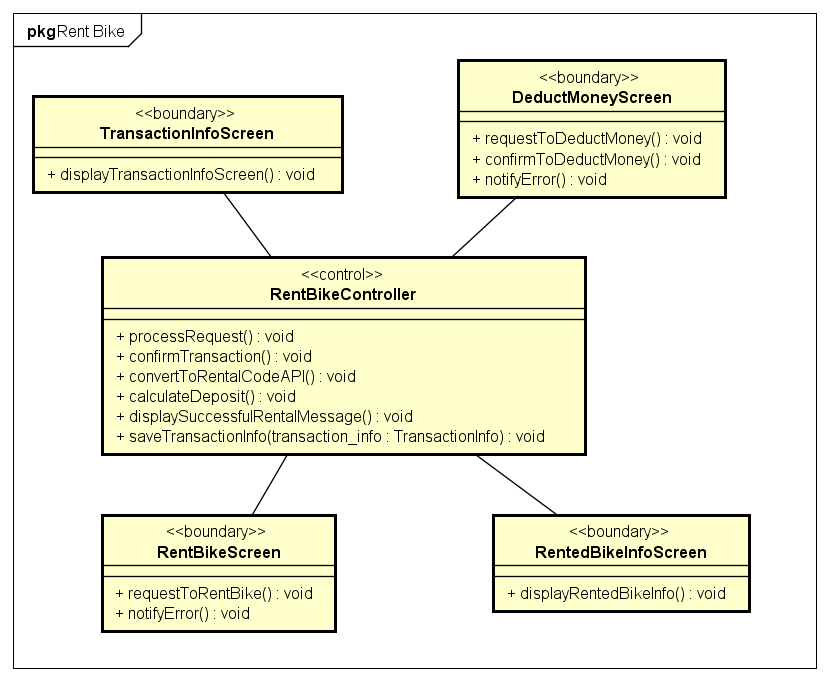 pkgRent Bike
<<boundary>>
TransactionInfoScreen
+ displayTransactionInfoScreen() : void
<<boundary>>
DeductMoneyScreen
+ requestToDeductMoney() : void
+ confirmToDeductMoney() : void
+ notifyError() : void
<<control>>
RentBikeController
+ processRequest() : void
+ confirmTransaction() : void
+ convertToRentalCodeAPI() : void
+ calculateDeposit() : void
+ displaySuccessfulRentalMessage() : void
+ saveTransactionInfo(transaction_info : TransactionInfo) : void
<<boundary>>
RentBikeScreen
+ requestToRentBike() : void
+ notifyError() : void
<<boundary>>
RentedBikeInfoScreen
+ displayRentedBikeInfo() : void